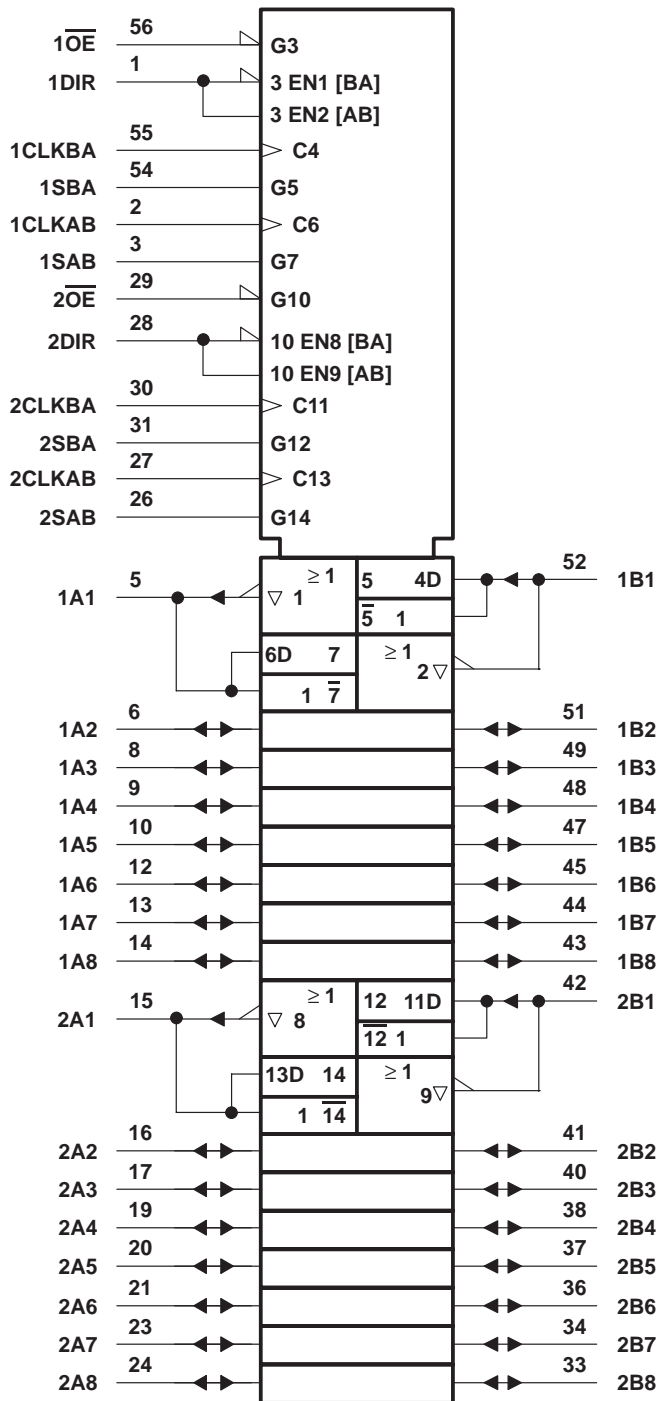 56
1O̅E̅ G3
1
1DIR 3 EN1 [BA]
3 EN2 [AB]
55
1CLKBA C4
54
1SBA G5
2
1CLKAB C6
3
1SAB G7
29
2O̅E̅ G10
28
2DIR 10 EN8 [BA]
10 EN9 [AB]
30
2CLKBA C11
31
2SBA G12
27
2CLKAB C13
26
2SAB G14
5 ≥ 1 5 4D 52
1A1 ▽ 1 1B1
5̅ 1
6D 7 ≥ 1
2 ▽
1 7̅
6 51
1A2 1B2
8 49
1A3 1B3
9 48
1A4 1B4
10 47
1A5 1B5
12 45
1A6 1B6
13 44
1A7 1B7
14 43
1A8 1B8
15 ≥ 1 12 11D 42
2A1 ▽ 8 2B1
1̅2̅ 1
13D 14 ≥ 1
9 ▽
1 1̅4̅
16 41
2A2 2B2
17 40
2A3 2B3
19 38
2A4 2B4
20 37
2A5 2B5
21 36
2A6 2B6
23 34
2A7 2B7
24 33
2A8 2B8